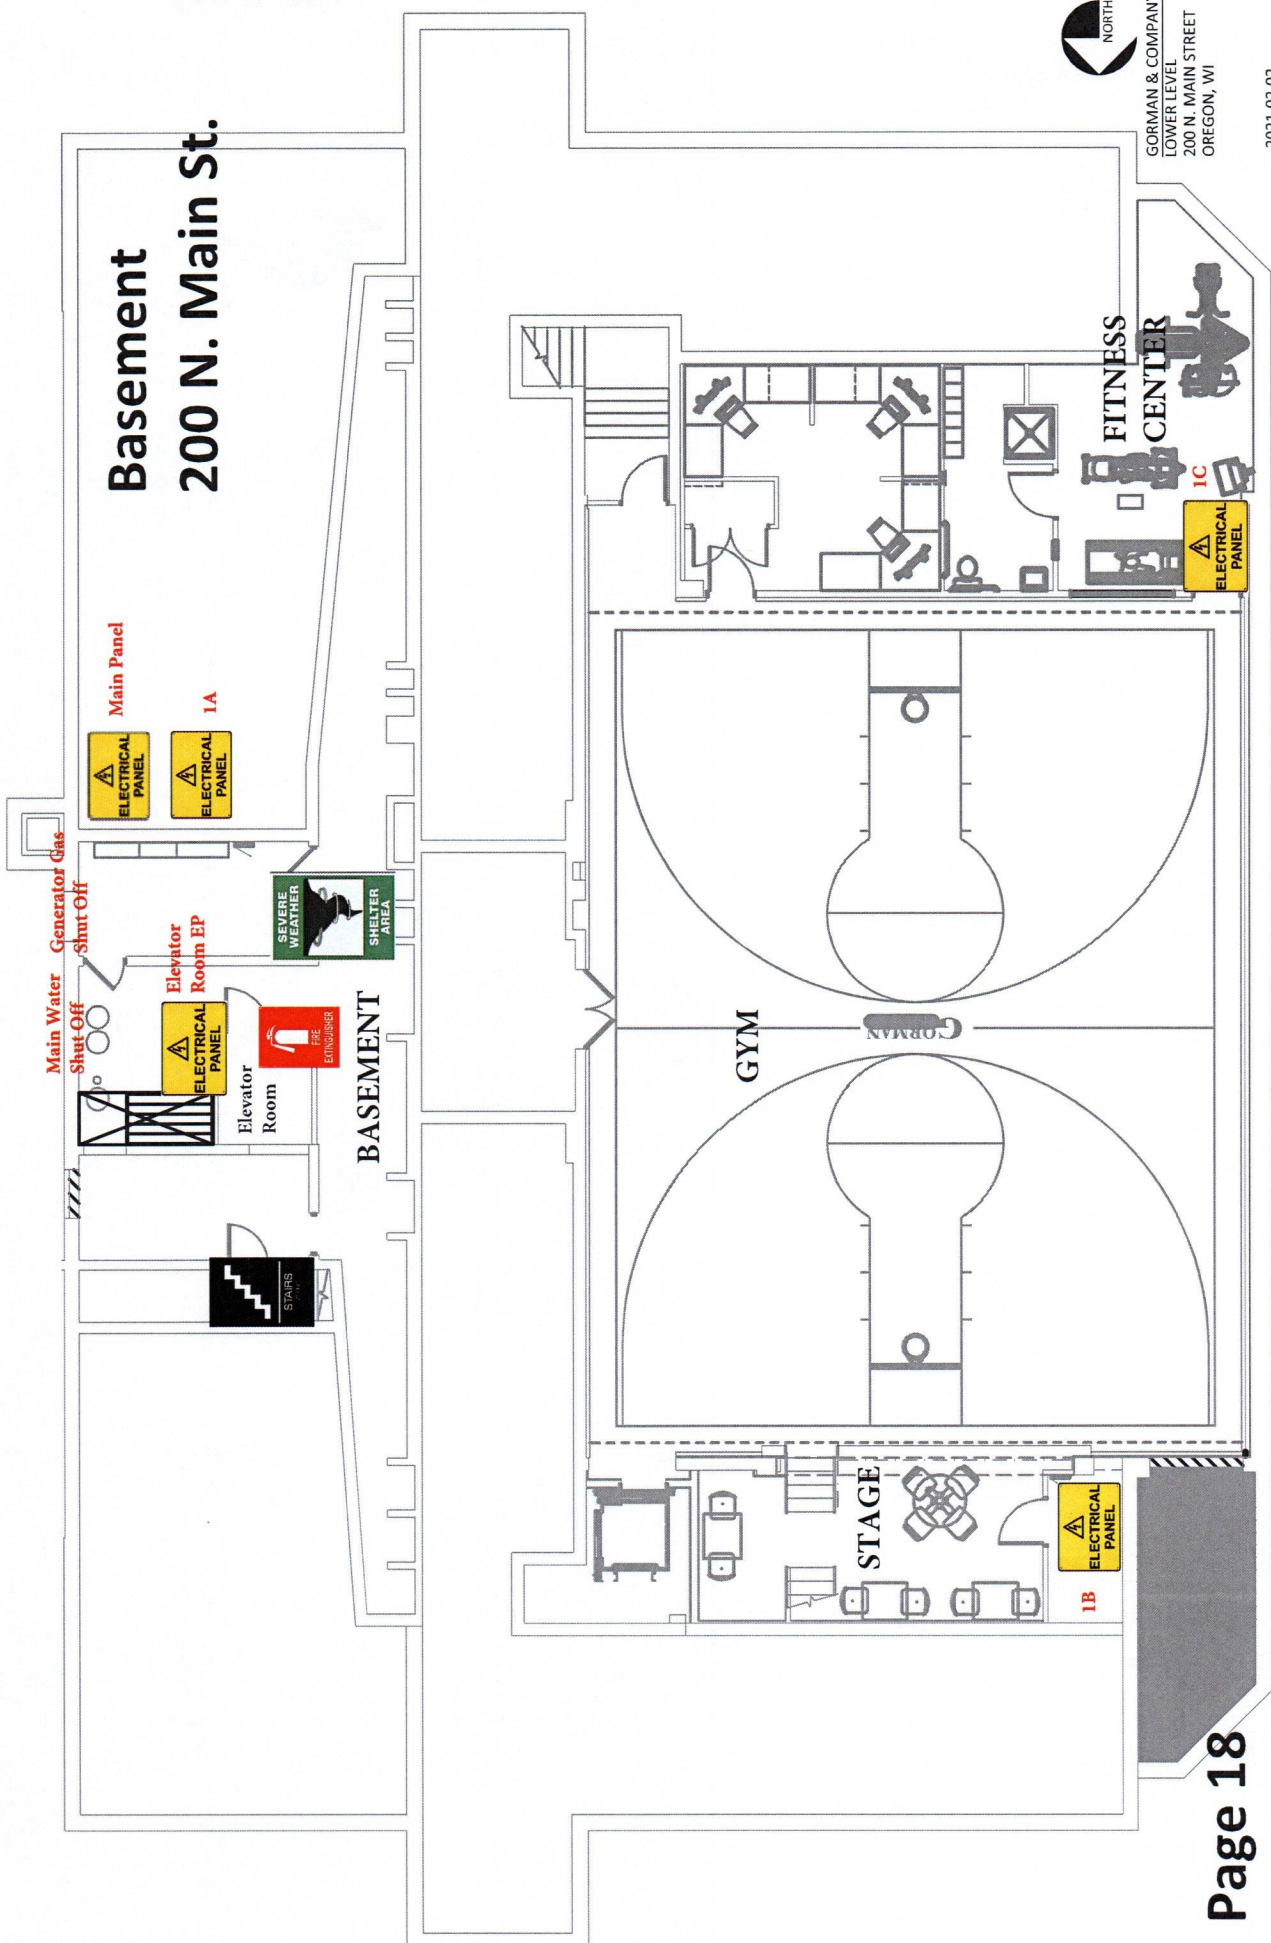 Basement
200 N. Main St.
Main Water
Shut Off
Generator Gas
Shut Off
Main Panel
ELECTRICAL
PANEL
1A
ELECTRICAL
PANEL
Elevator
Room EP
ELECTRICAL
PANEL
Elevator
Room
FIRE
EXTINGUISHER
SEVERE
WEATHER
SHELTER
AREA
STAIRS
BASEMENT
GYM
GORMAN
STAGE
ELECTRICAL
PANEL
1B
FITNESS
CENTER
1C
ELECTRICAL
PANEL
NORTH
GORMAN & COMPANY
LOWER LEVEL
200 N. MAIN STREET
OREGON, WI
2021.03.02
Page 18